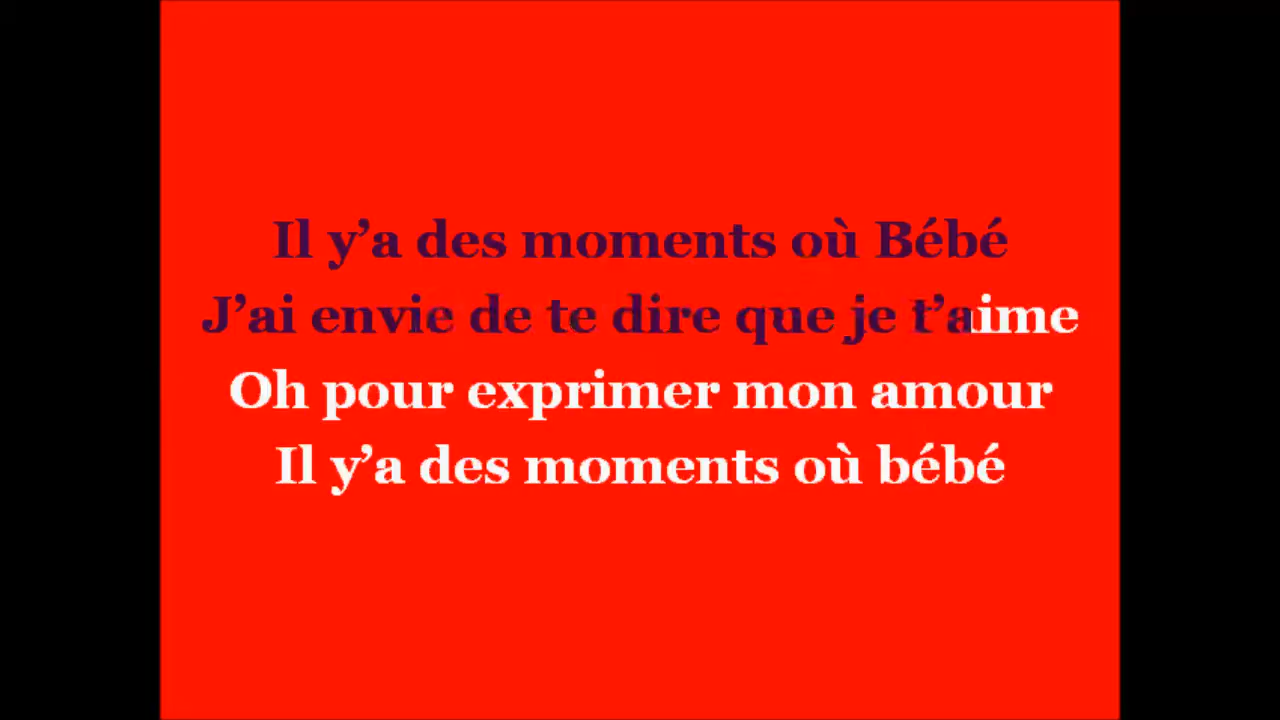 Il y’a des moments où Bébé
J’ai envie de te dire que je t’aime
Oh pour exprimer mon amour
Il y’a des moments où bébé